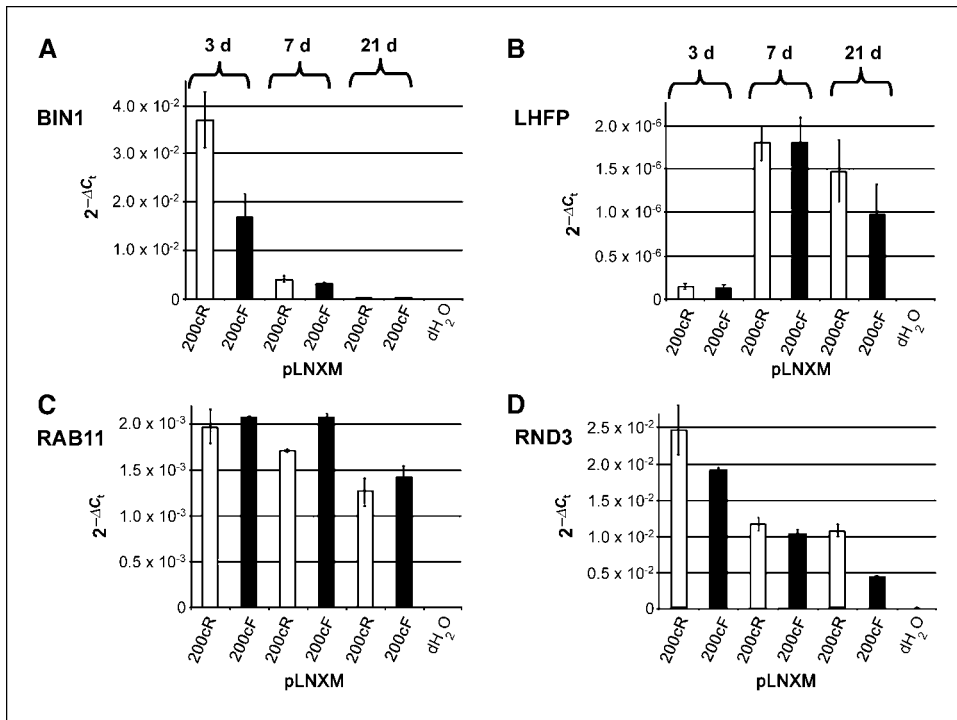 A
3 d
7 d
21 d
BIN1
2^−ΔCt
4.0 x 10^-2
3.0 x 10^-2
2.0 x 10^-2
1.0 x 10^-2
0
200cR
200cF
200cR
200cF
200cR
200cF
dH2O
pLNXM
B
3 d
7 d
21 d
LHFP
2^−ΔCt
2.0 x 10^-6
1.5 x 10^-6
1.0 x 10^-6
0.5 x 10^-6
0
200cR
200cF
200cR
200cF
200cR
200cF
dH2O
pLNXM
C
RAB11
2^−ΔCt
2.0 x 10^-3
1.5 x 10^-3
1.0 x 10^-3
0.5 x 10^-3
0
200cR
200cF
200cR
200cF
200cR
200cF
dH2O
pLNXM
D
RND3
2^−ΔCt
2.5 x 10^-2
2.0 x 10^-2
1.5 x 10^-2
1.0 x 10^-2
0.5 x 10^-2
0
200cR
200cF
200cR
200cF
200cR
200cF
dH2O
pLNXM